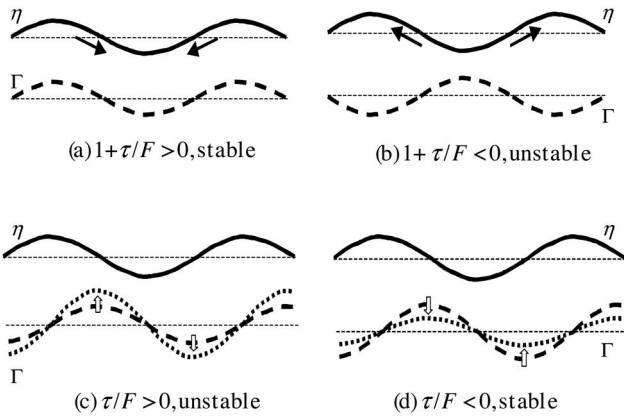 η η
Γ
Γ
(a) 1+τ/F >0, stable (b) 1+ τ/F <0, unstable
η η
Γ Γ
(c) τ/F >0, unstable (d) τ/F <0, stable